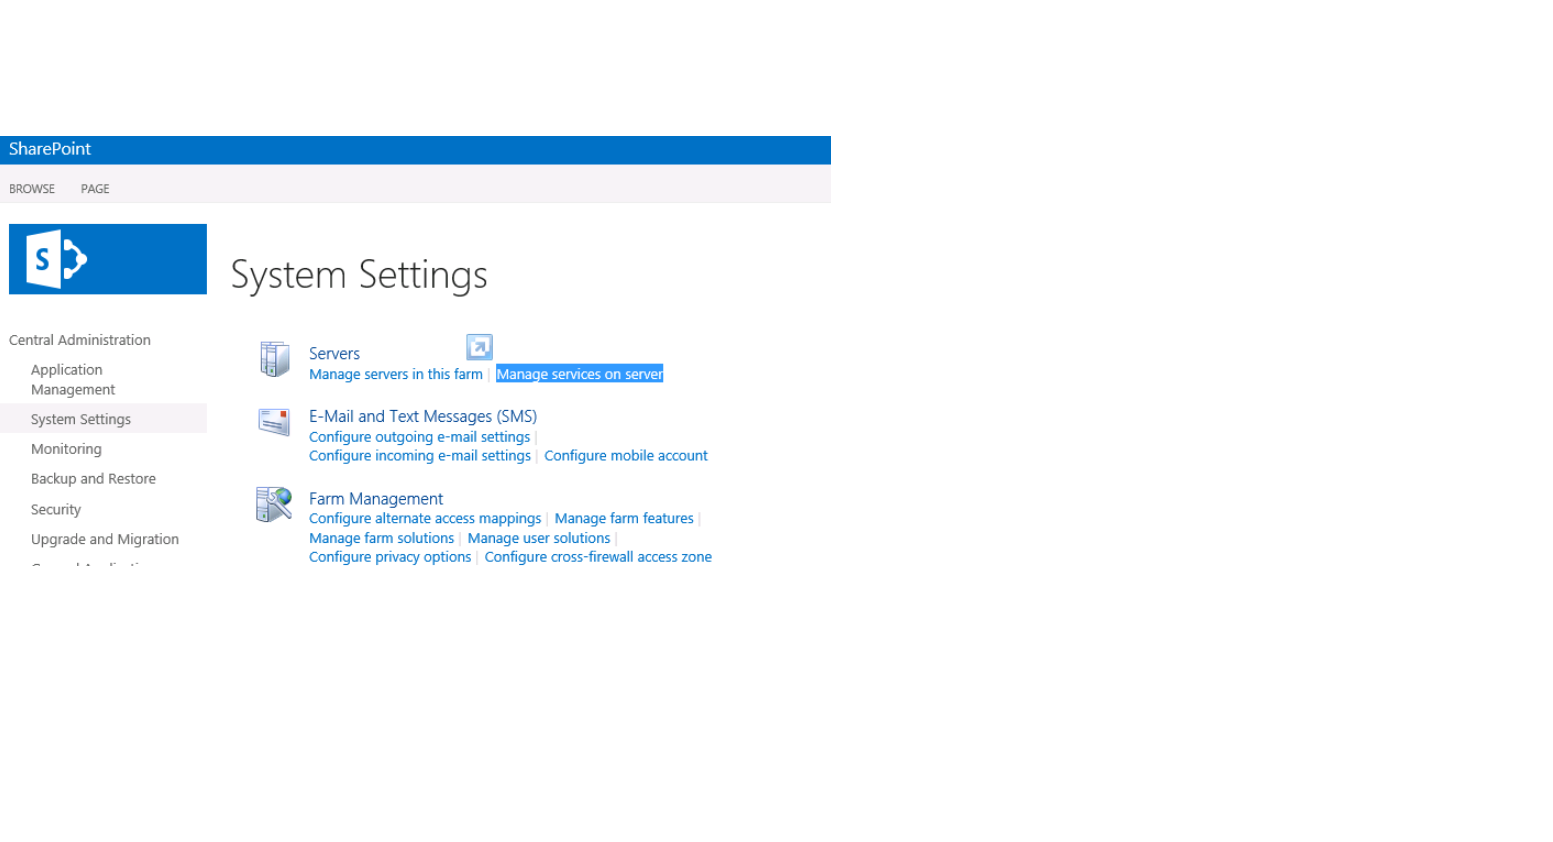 SharePoint
BROWSE PAGE
S
System Settings
Central Administration
Application
Management
System Settings
Monitoring
Backup and Restore
Security
Upgrade and Migration
Servers
Manage servers in this farm | Manage services on server
E-Mail and Text Messages (SMS)
Configure outgoing e-mail settings |
Configure incoming e-mail settings | Configure mobile account
Farm Management
Configure alternate access mappings | Manage farm features |
Manage farm solutions | Manage user solutions |
Configure privacy options | Configure cross-firewall access zone